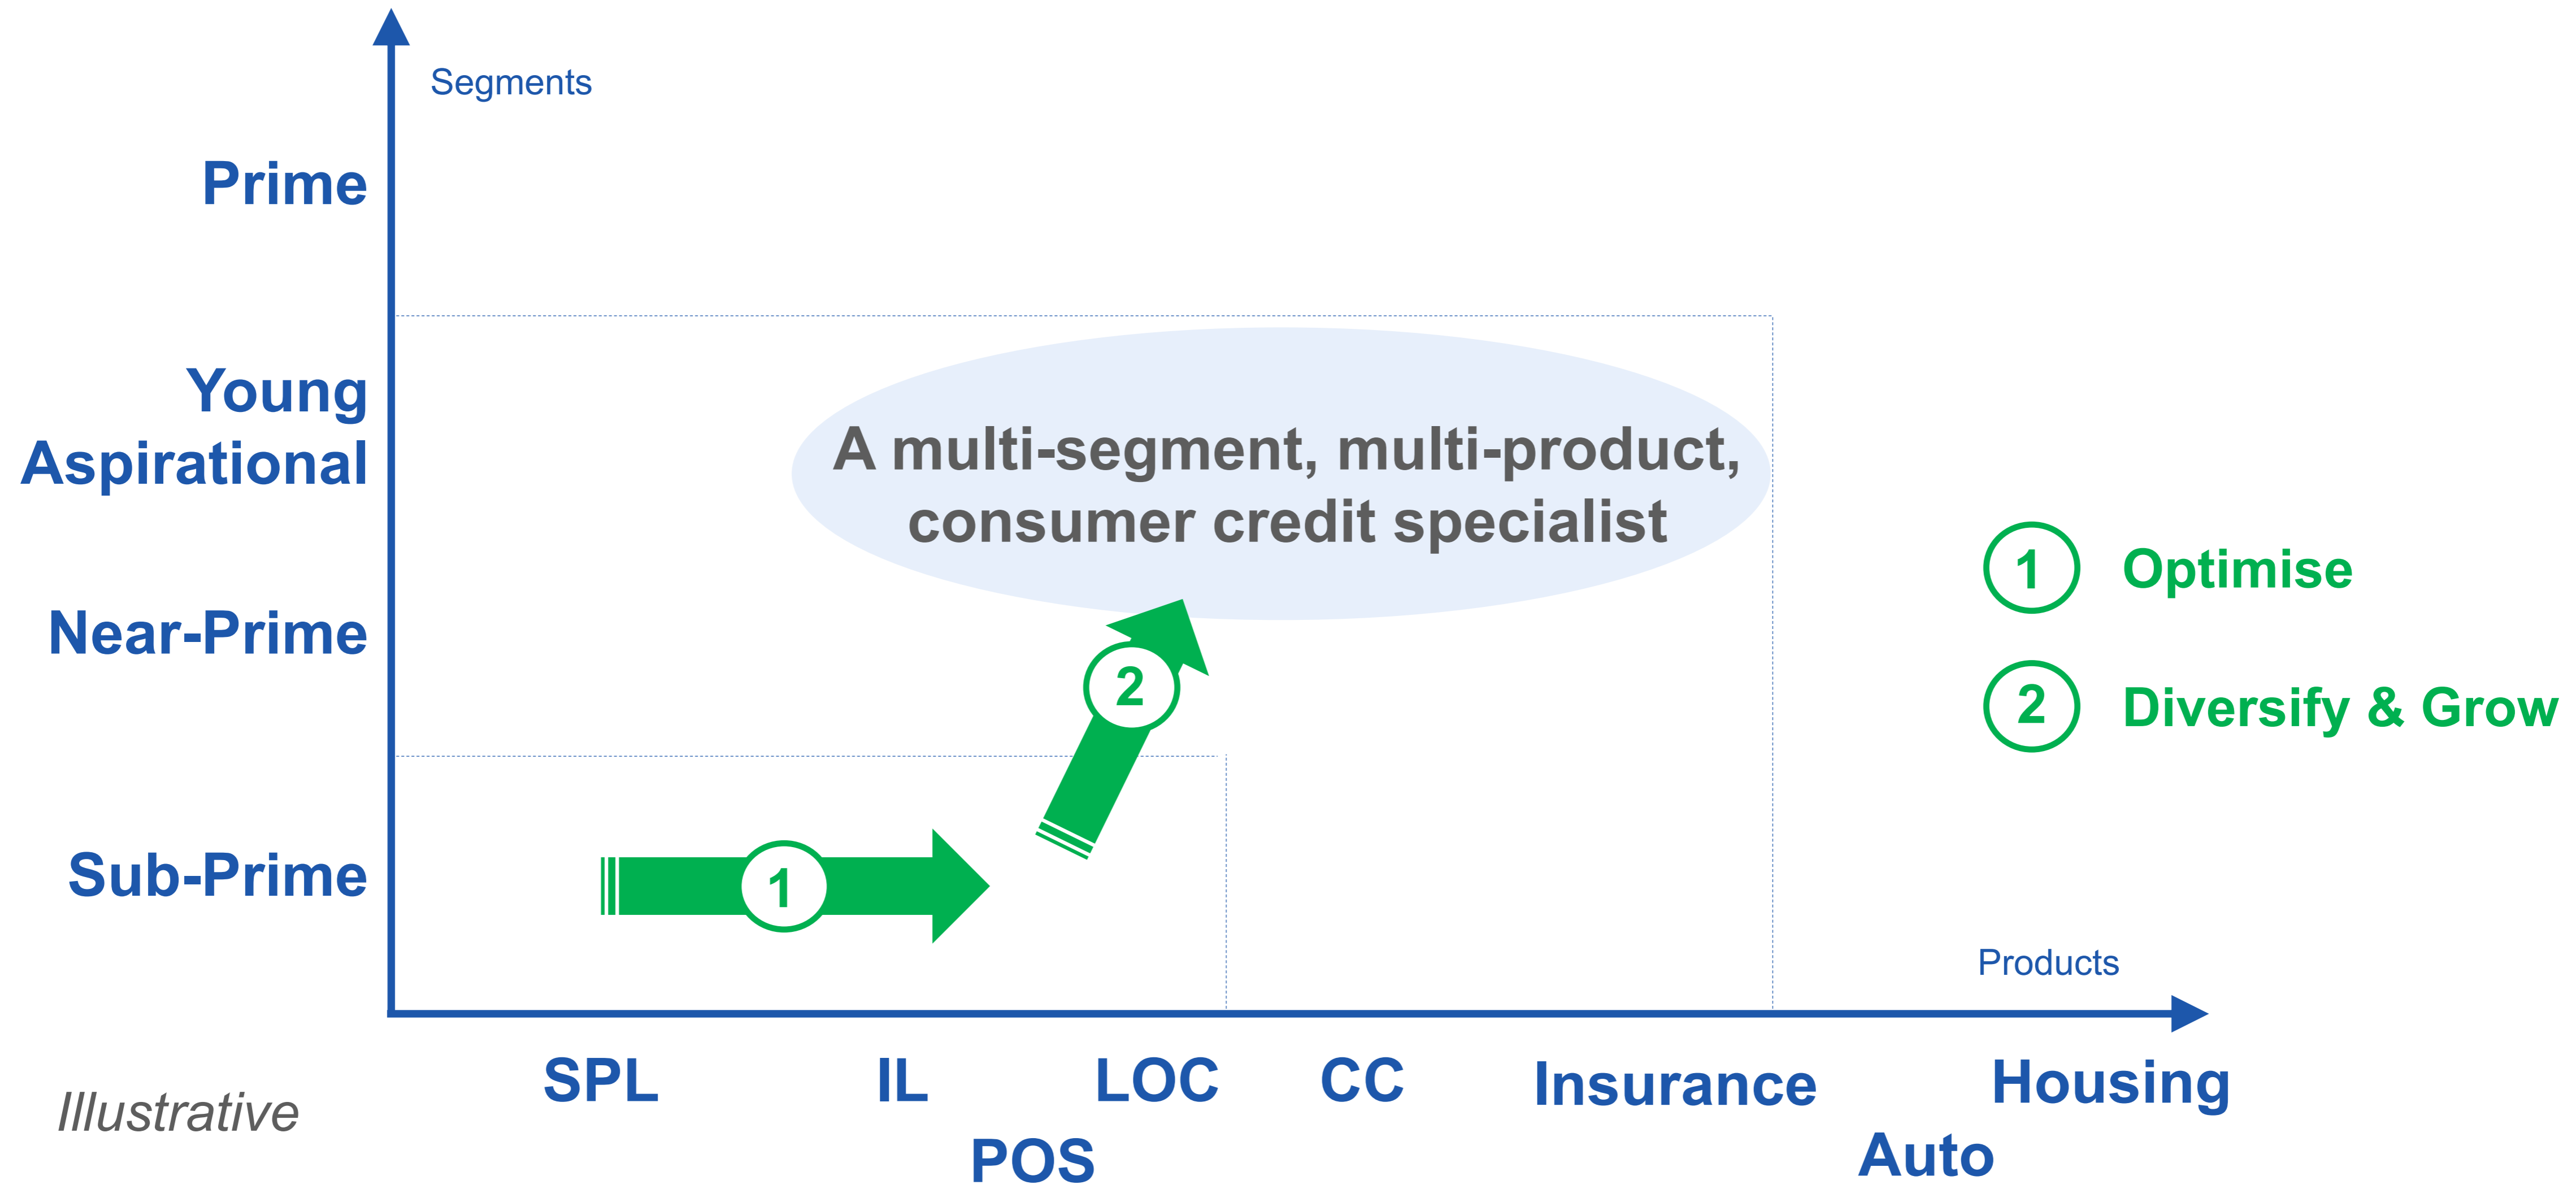 Segments
Prime
Young
Aspirational
A multi-segment, multi-product,
consumer credit specialist
1 Optimise
Near-Prime
2
2 Diversify & Grow
Sub-Prime
1
Products
SPL
IL
LOC
CC
Insurance
Housing
Illustrative
POS
Auto